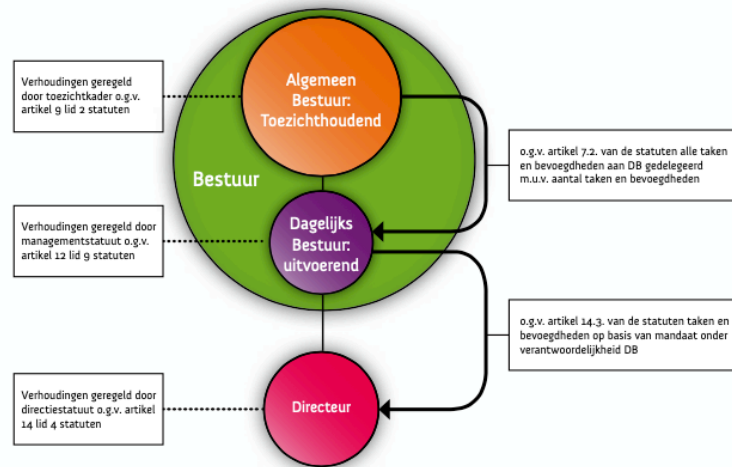 Verhoudingen geregeld
door toezichtkader o.g.v.
artikel 9 lid 2 statuten
Algemeen
Bestuur:
Toezichthoudend
o.g.v. artikel 7.2. van de statuten alle taken
en bevoegdheden aan DB gedelegeerd
m.u.v. aantal taken en bevoegdheden
Bestuur
Verhoudingen geregeld door
managementstatuut o.g.v.
artikel 12 lid 9 statuten
Dagelijks
Bestuur:
uitvoerend
o.g.v. artikel 14.3. van de statuten taken en
bevoegdheden op basis van mandaat onder
verantwoordelijkheid DB
Verhoudingen geregeld door
directiestatuut o.g.v. artikel
14 lid 4 statuten
Directeur